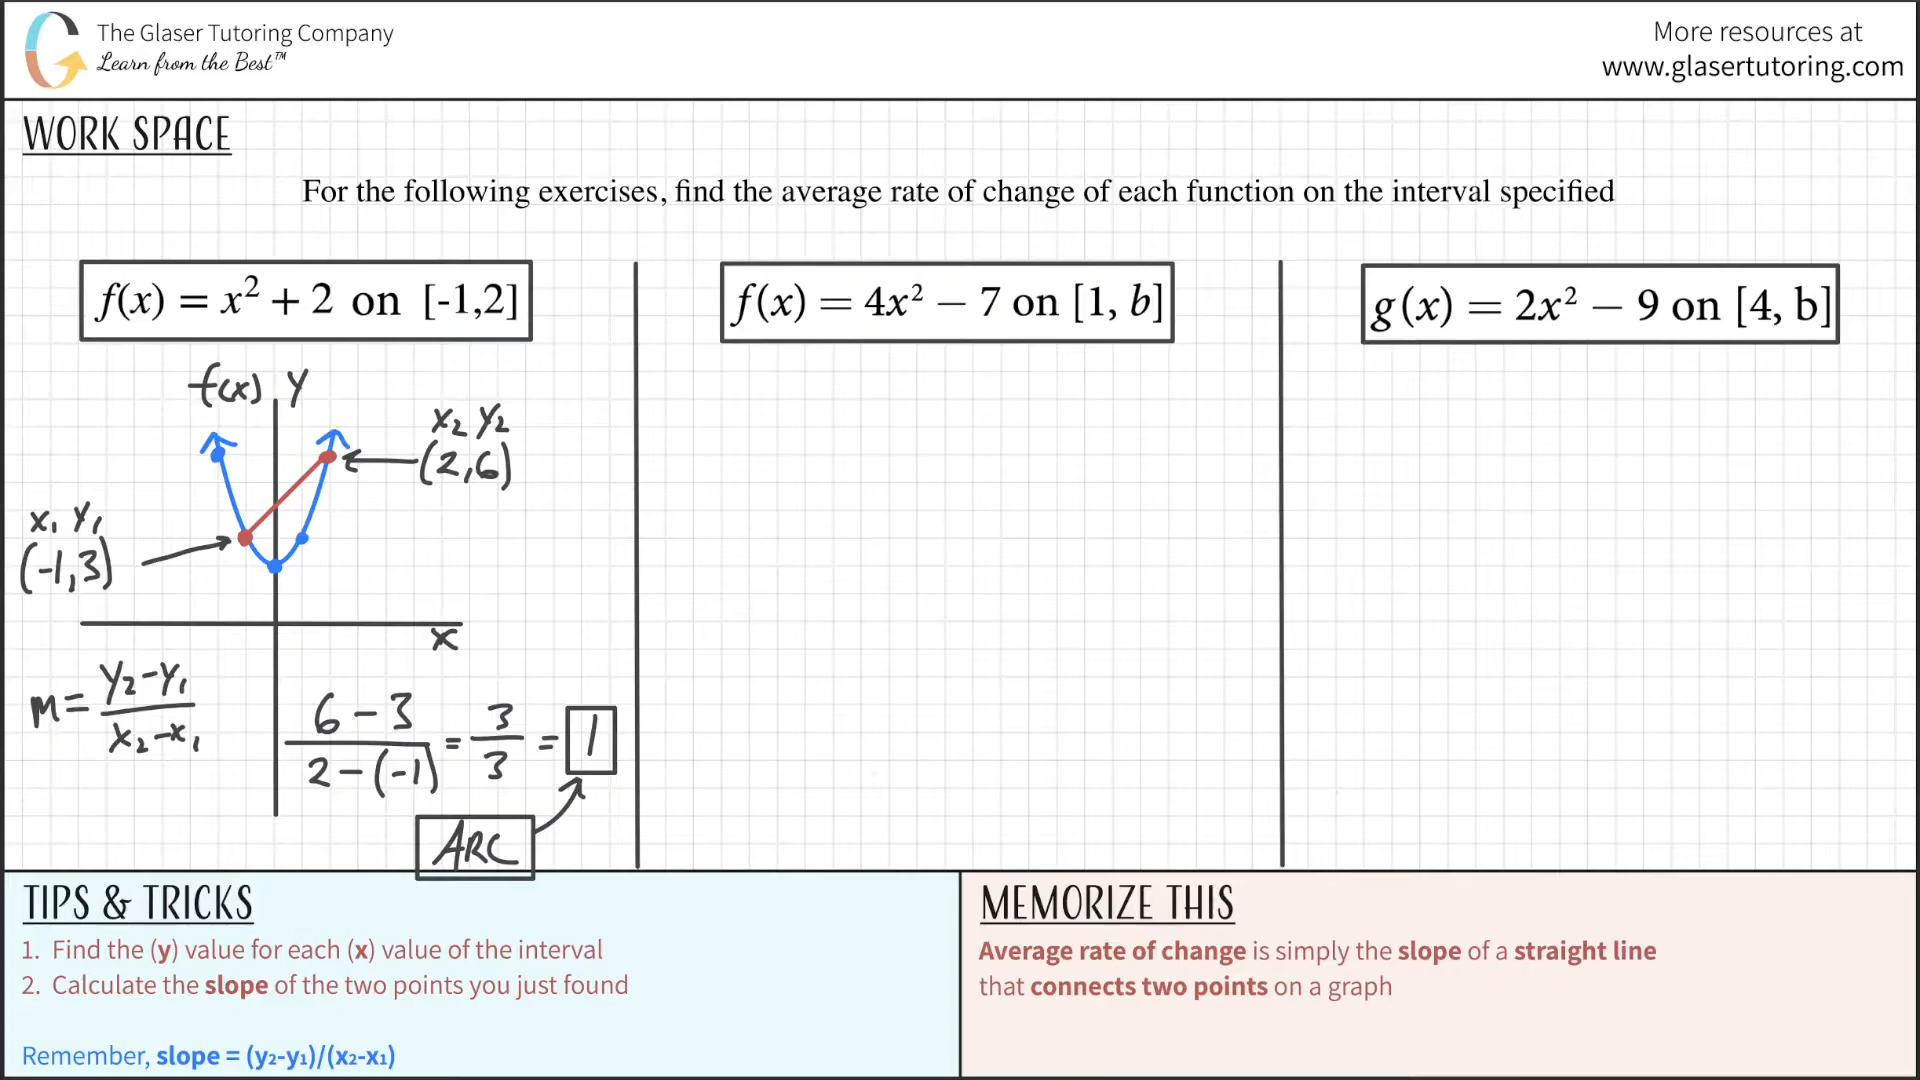 The Glaser Tutoring Company
Learn from the Best™
More resources at
www.glasertutoring.com
WORK SPACE
For the following exercises, find the average rate of change of each function on the interval specified
f(x) = x² + 2 on [-1,2]
f(x) = 4x² − 7 on [1, b]
g(x) = 2x² − 9 on [4, b]
f(x) y
x₂ y₂
(2,6)
x₁ y₁
(-1,3)
x
m = y₂-y₁ / x₂-x₁
6 - 3 / 2 - (-1) = 3/3 = 1
ARC
TIPS & TRICKS
1. Find the (y) value for each (x) value of the interval
2. Calculate the slope of the two points you just found
Remember, slope = (y₂-y₁)/(x₂-x₁)
MEMORIZE THIS
Average rate of change is simply the slope of a straight line
that connects two points on a graph